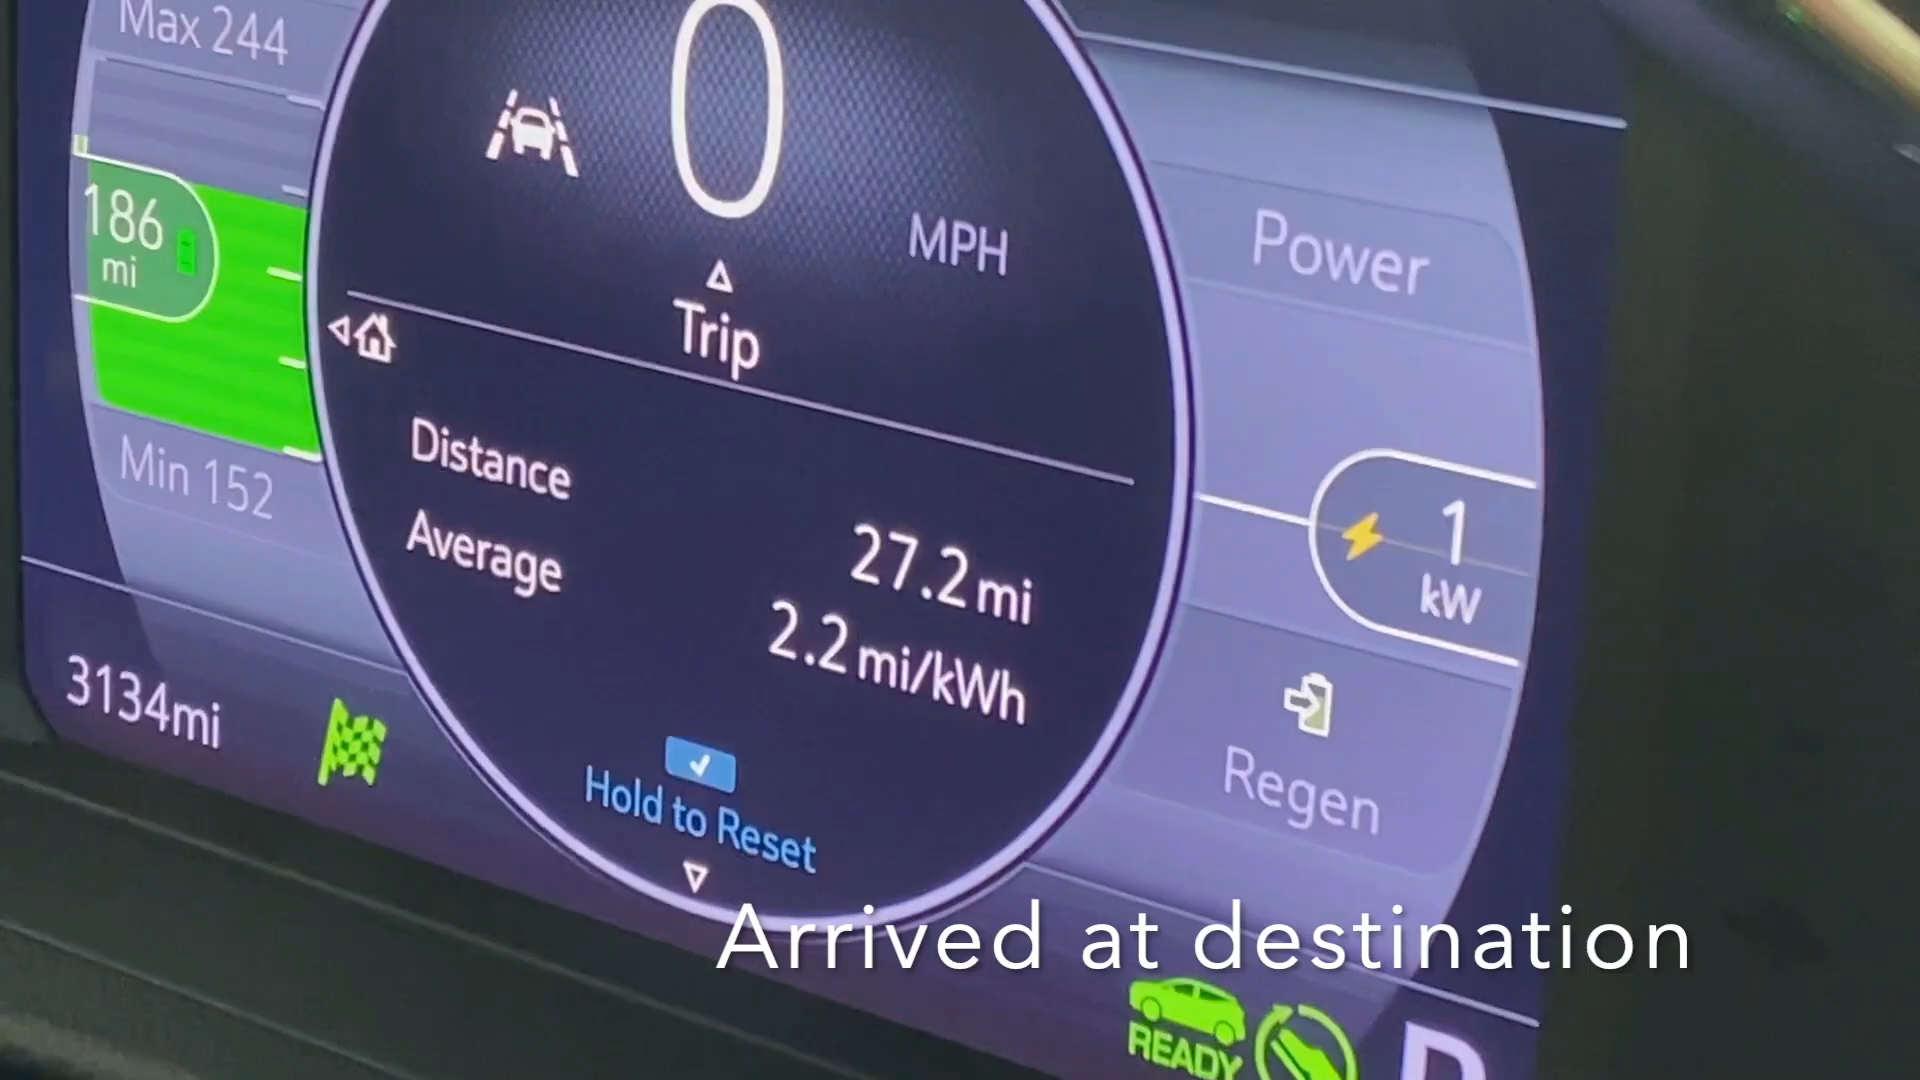 Max 244
0
186
mi
MPH
Power
Trip
Distance
27.2 mi
Average
2.2 mi/kWh
Min 152
1
kW
3134mi
Regen
Hold to Reset
Arrived at destination
READY